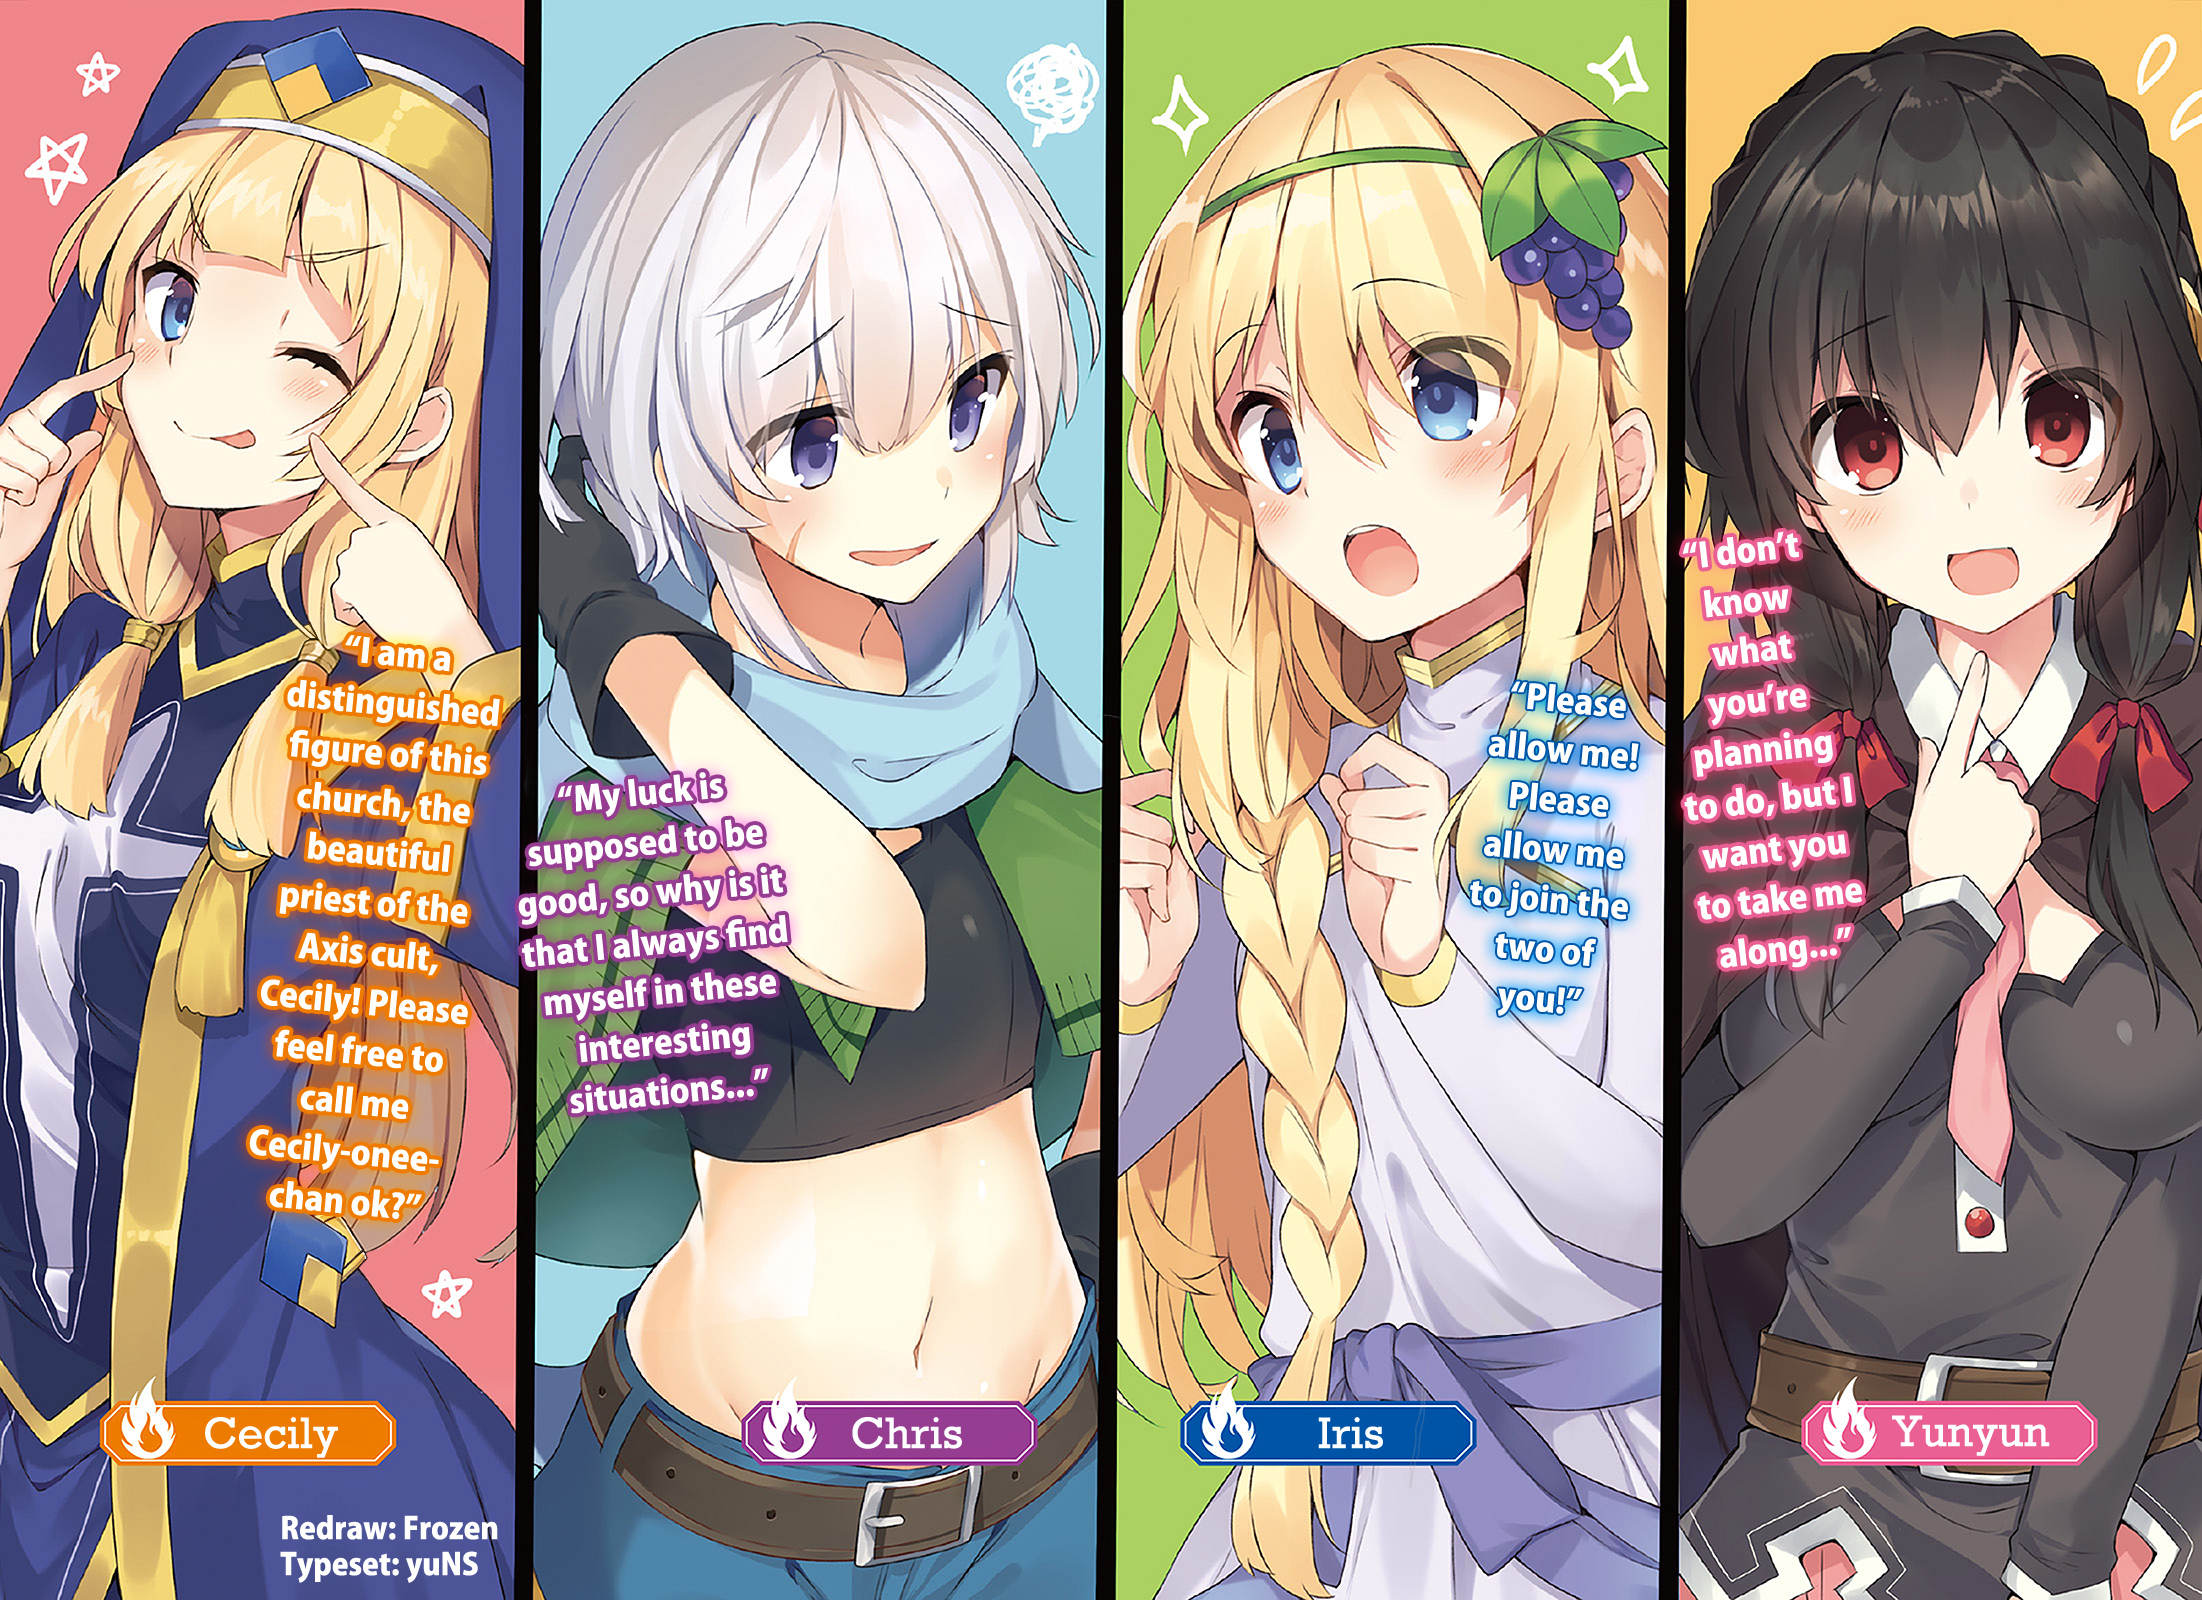 “I am a
distinguished
figure of this
church, the
beautiful
priest of the
Axis cult,
Cecily! Please
feel free to
call me
Cecily-onee-
chan ok?”
Cecily
Redraw: Frozen
Typeset: yuNS
“My luck is
supposed to be
good, so why is it
that I always find
myself in these
interesting
situations...”
Chris
“Please
allow me!
Please
allow me
to join the
two of
you!”
Iris
“I don’t
know
what
you’re
planning
to do, but I
want you
to take me
along...”
Yunyun